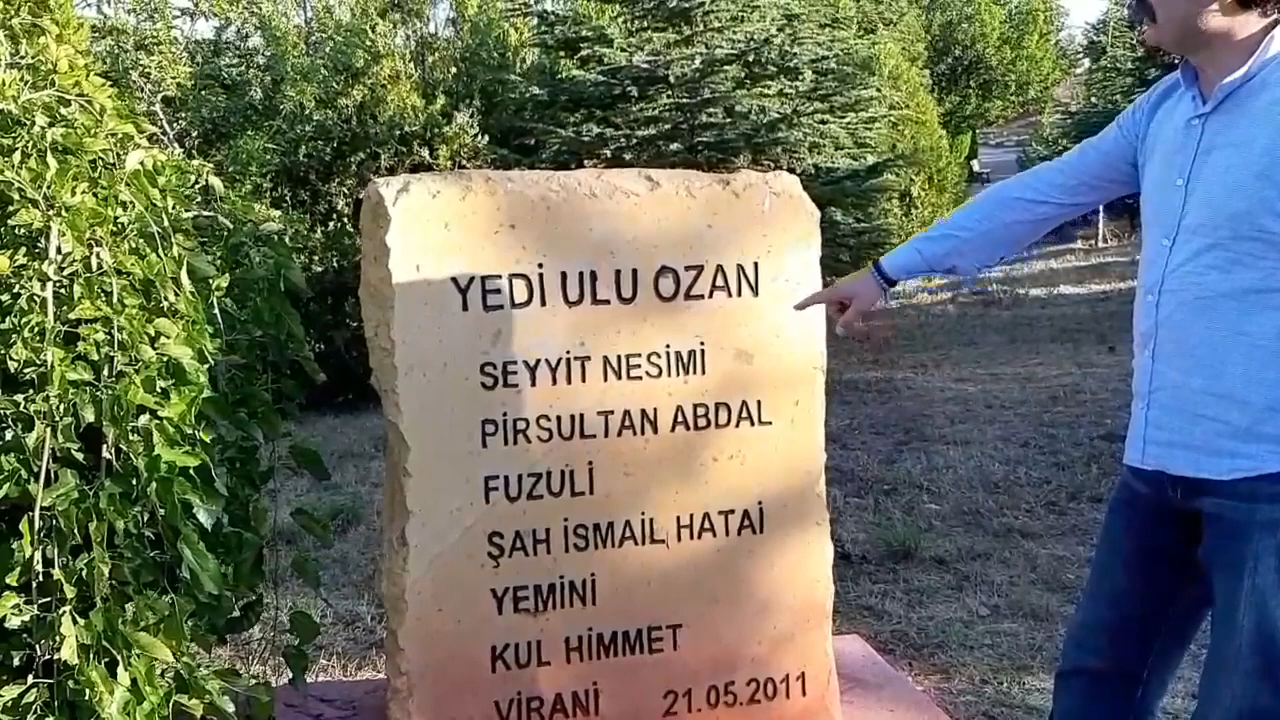 YEDİ ULU OZAN
SEYYİT NESİMİ
PİRSULTAN ABDAL
FUZULİ
ŞAH İSMAİL HATAİ
YEMİNİ
KUL HİMMET
VİRANİ 21.05.2011